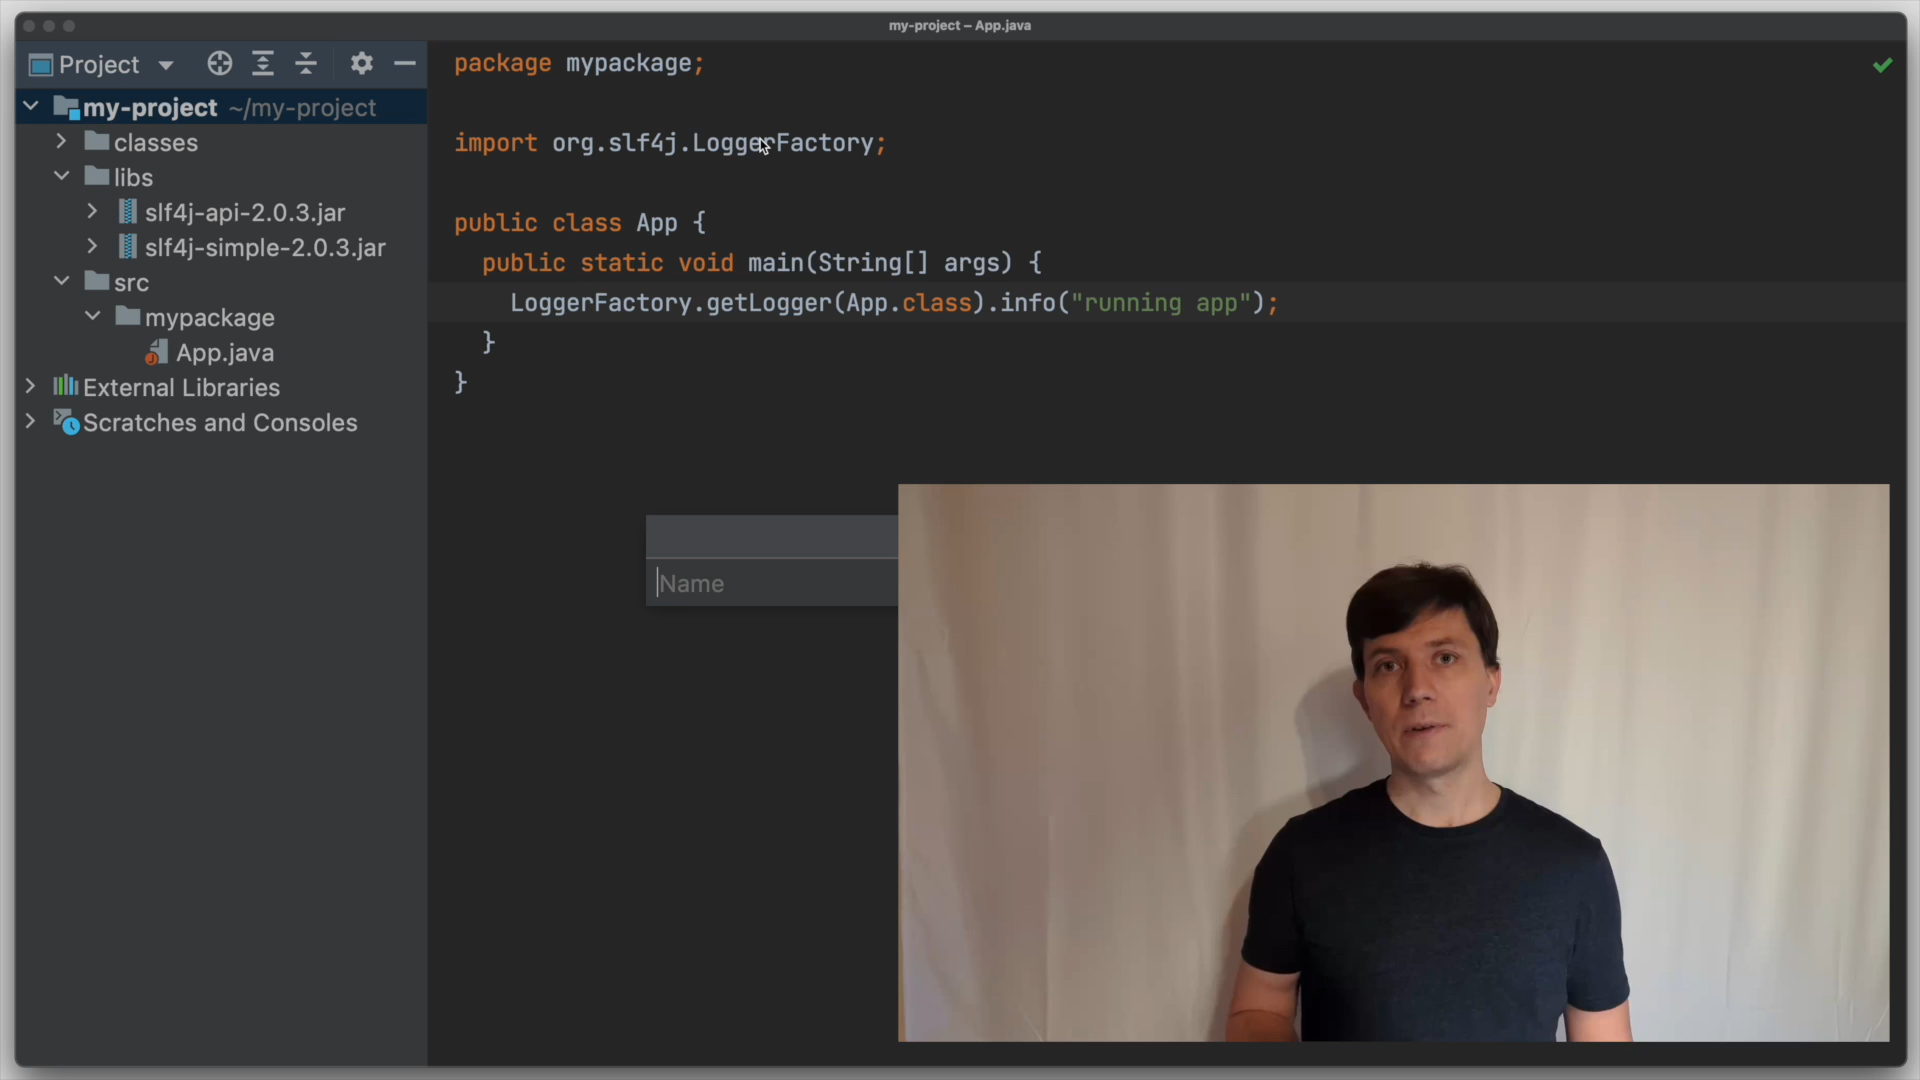 my-project – App.java
Project
my-project ~/my-project
classes
libs
slf4j-api-2.0.3.jar
slf4j-simple-2.0.3.jar
src
mypackage
App.java
External Libraries
Scratches and Consoles
package mypackage;
import org.slf4j.LoggerFactory;
public class App {
public static void main(String[] args) {
LoggerFactory.getLogger(App.class).info("running app");
}
}
Name